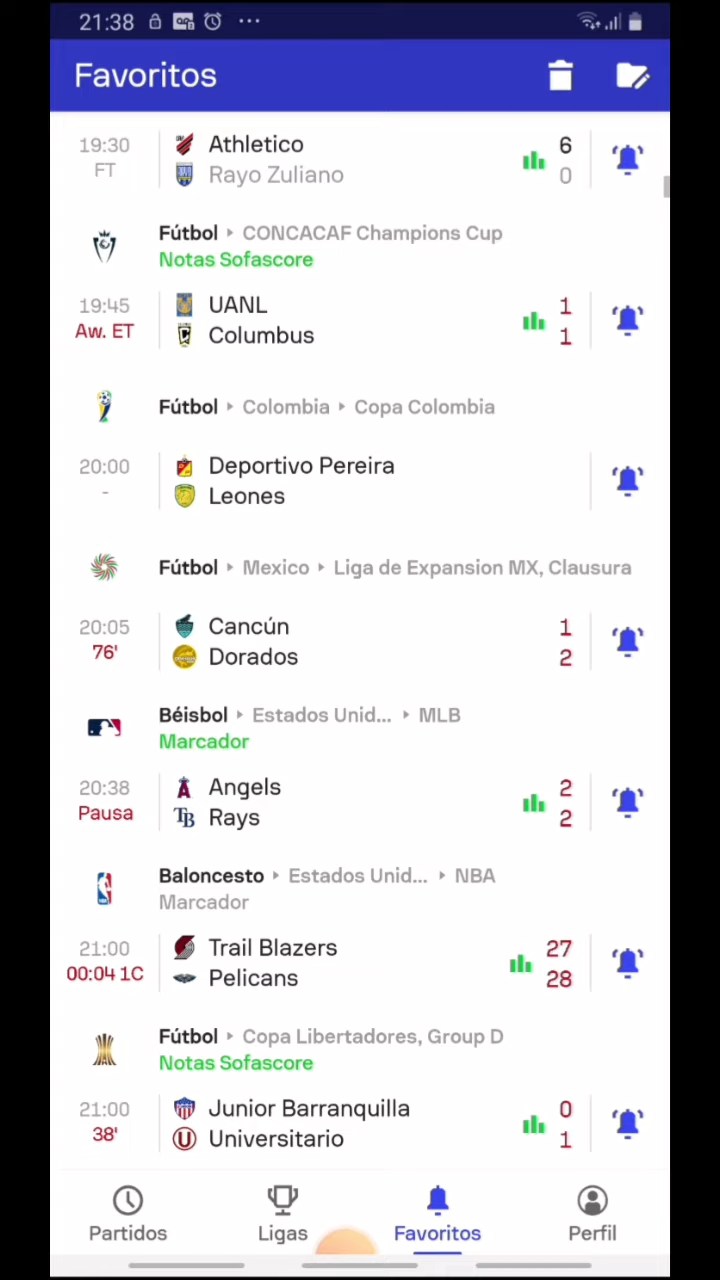 21:38
Favoritos
19:30 Athletico 6
FT Rayo Zuliano 0
Fútbol CONCACAF Champions Cup
Notas Sofascore
19:45 UANL 1
Aw. ET Columbus 1
Fútbol Colombia Copa Colombia
20:00 Deportivo Pereira
- Leones
Fútbol Mexico Liga de Expansion MX, Clausura
20:05 Cancún 1
76' Dorados 2
Béisbol Estados Unid... MLB
Marcador
20:38 Angels 2
Pausa Rays 2
Baloncesto Estados Unid... NBA
Marcador
21:00 Trail Blazers 27
00:04 1C Pelicans 28
Fútbol Copa Libertadores, Group D
Notas Sofascore
21:00 Junior Barranquilla 0
38' Universitario 1
Partidos Ligas Favoritos Perfil